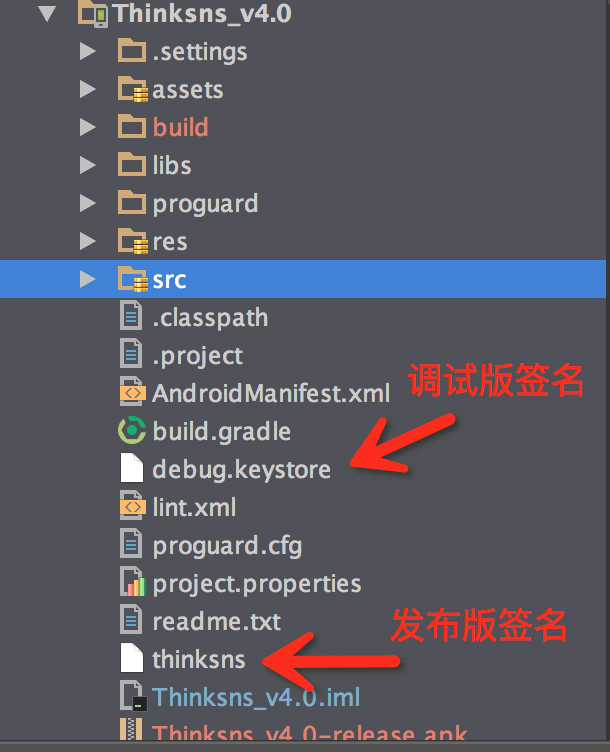 Thinksns_v4.0
.settings
assets
build
libs
proguard
res
src
.classpath
.project
AndroidManifest.xml
调试版签名
build.gradle
debug.keystore
lint.xml
proguard.cfg
project.properties
readme.txt
发布版签名
thinksns
Thinksns_v4.0.iml
Thinksns_v4.0-release.apk